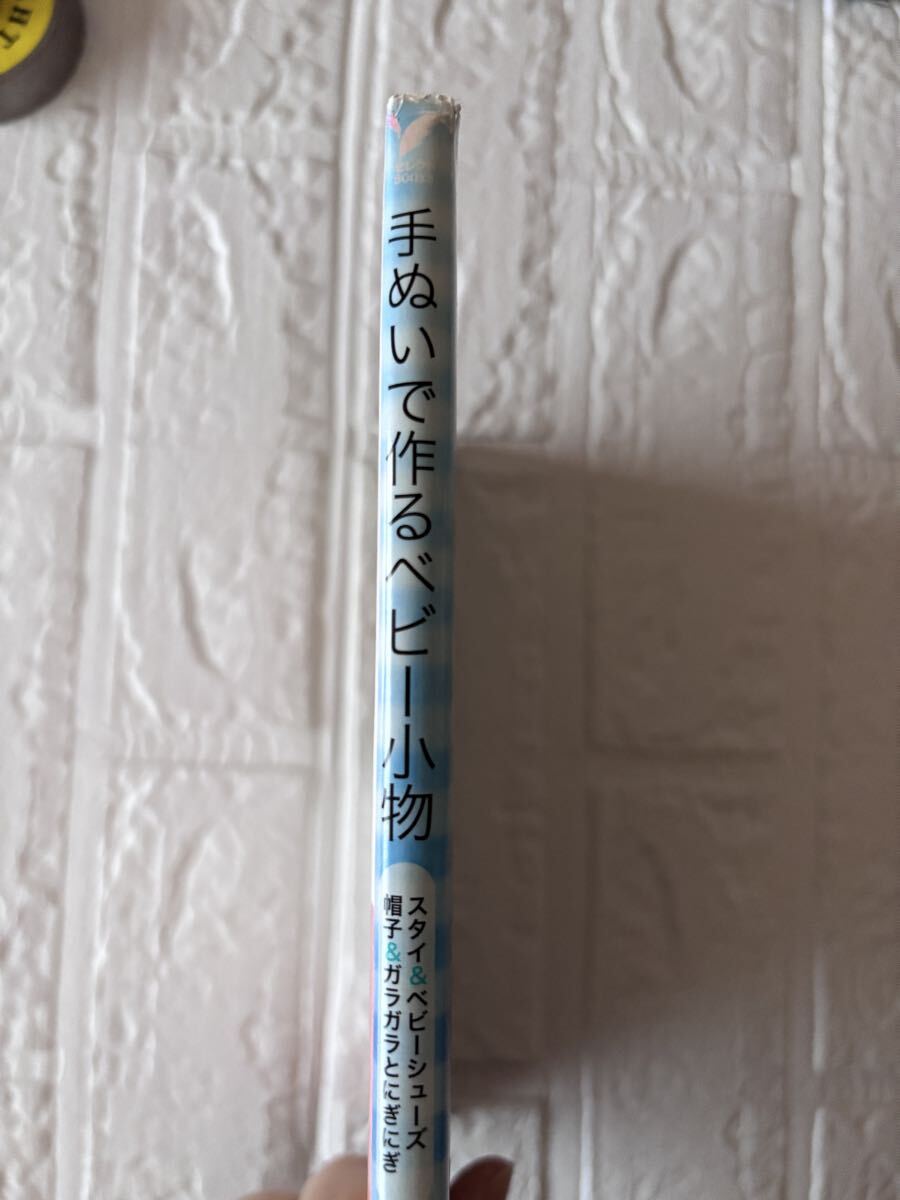 手ぬいで作るベビー小物
スタイ&ベビーシューズ
帽子&ガラガラとにぎにぎ